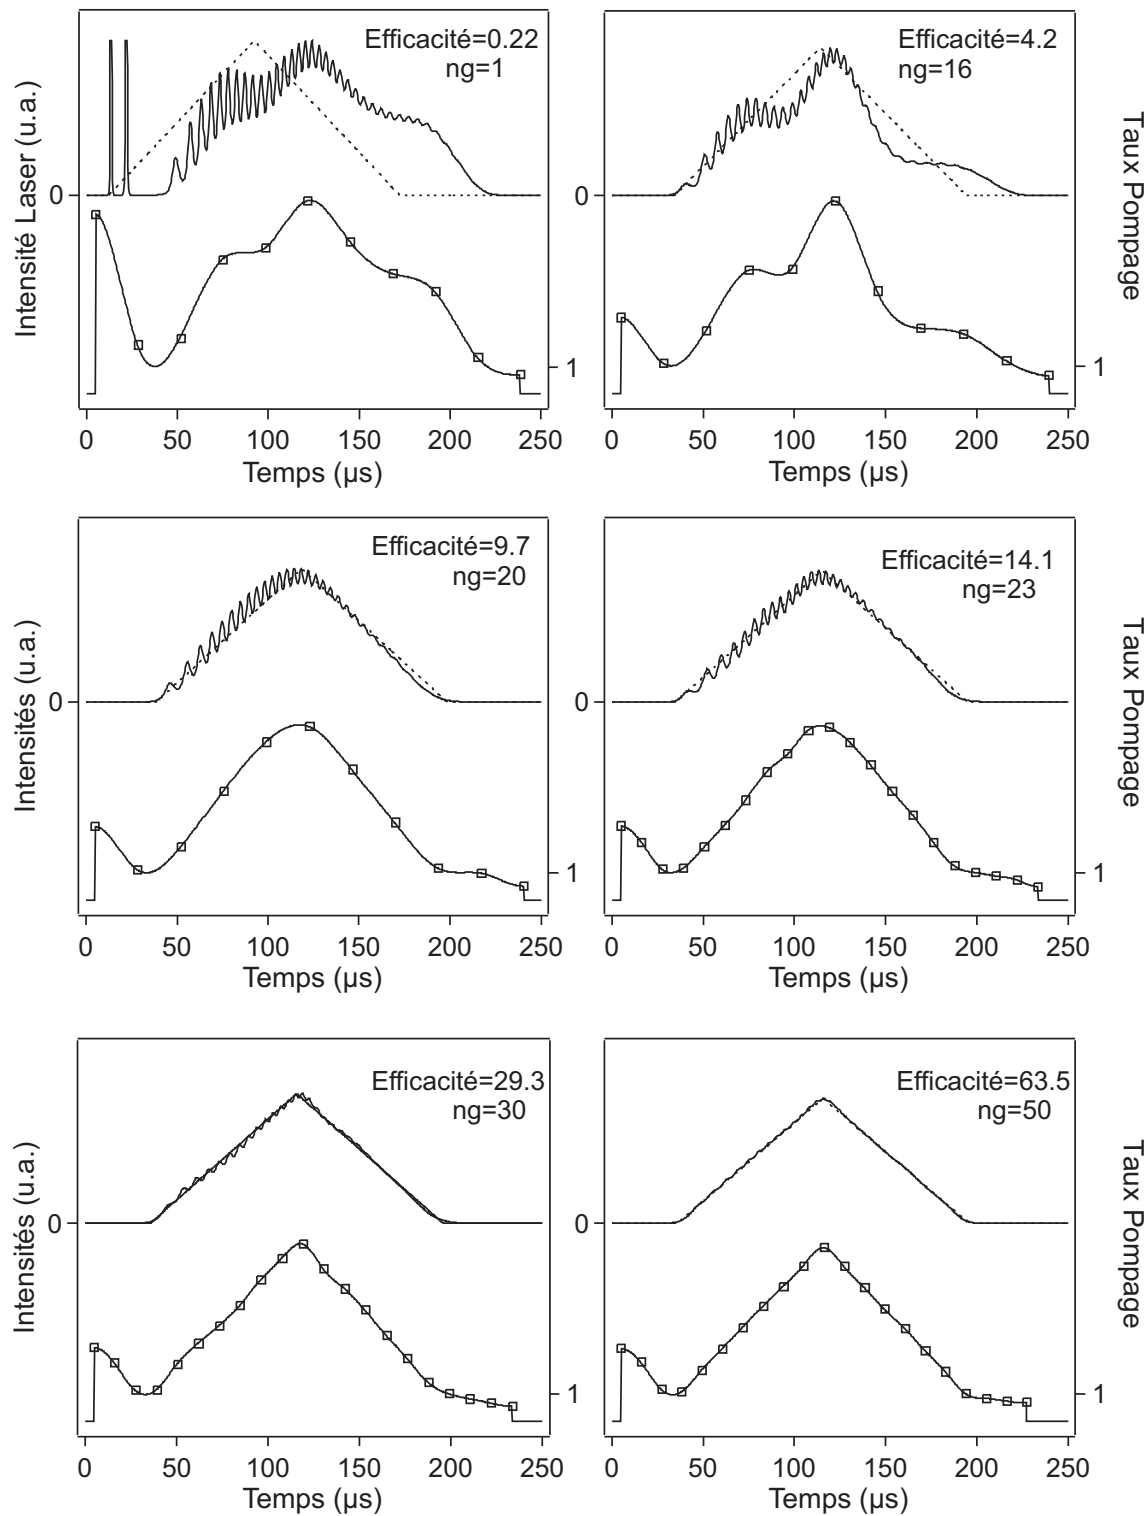 Efficacité=0.22
ng=1
Intensité Laser (u.a.)
0
1
0 50 100 150 200 250
Temps (µs)
Efficacité=4.2
ng=16
Taux Pompage
0
1
0 50 100 150 200 250
Temps (µs)
Efficacité=9.7
ng=20
Intensités (u.a.)
0
1
0 50 100 150 200 250
Temps (µs)
Efficacité=14.1
ng=23
Taux Pompage
0
1
0 50 100 150 200 250
Temps (µs)
Efficacité=29.3
ng=30
Intensités (u.a.)
0
1
0 50 100 150 200 250
Temps (µs)
Efficacité=63.5
ng=50
Taux Pompage
0
1
0 50 100 150 200 250
Temps (µs)